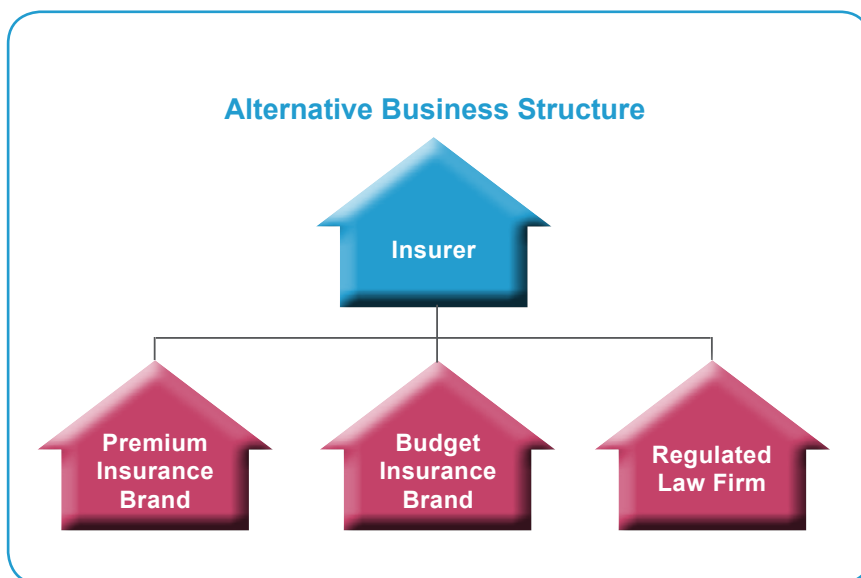 Alternative Business Structure
Insurer
Premium
Insurance
Brand
Budget
Insurance
Brand
Regulated
Law Firm